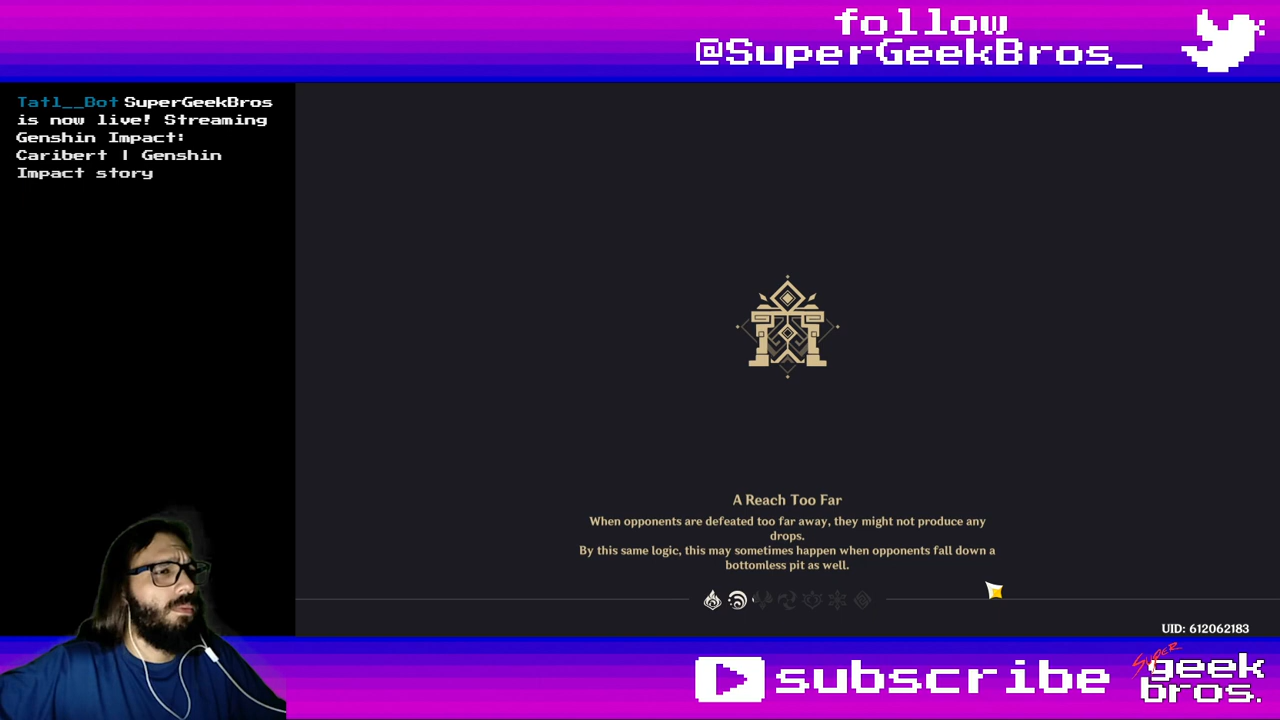 follow
@SuperGeekBros_
Tatl__Bot SuperGeekBros
is now live! Streaming
Genshin Impact:
Caribert | Genshin
Impact story
A Reach Too Far
When opponents are defeated too far away, they might not produce any
drops.
By this same logic, this may sometimes happen when opponents fall down a
bottomless pit as well.
UID: 612062183
subscribe
SUPER
geek
bros.